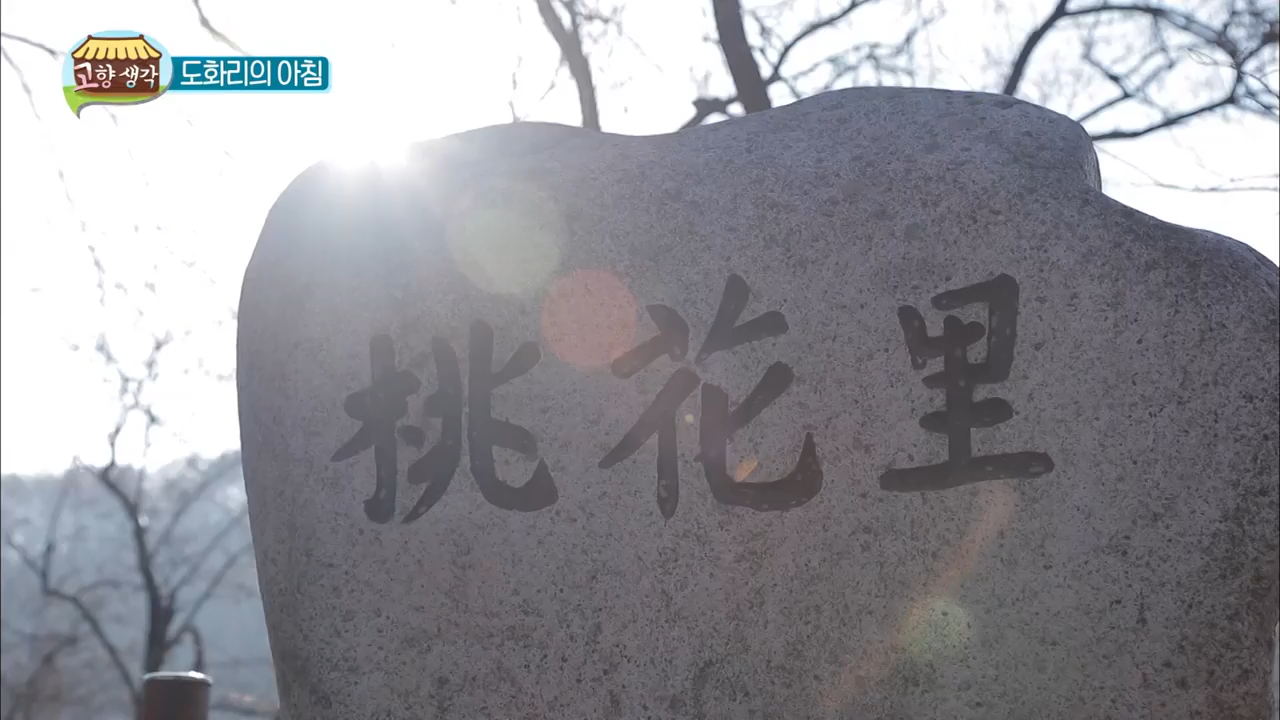 고향 생각
도화리의 아침
桃花里